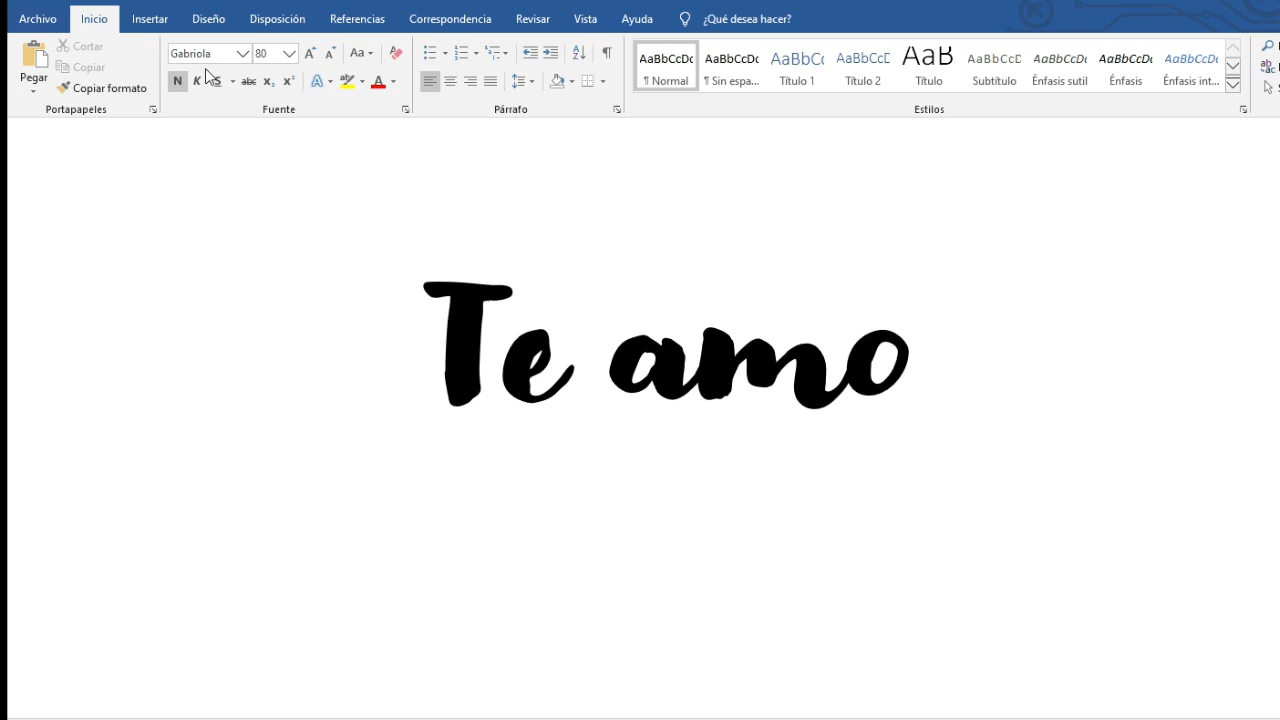 Archivo Inicio Insertar Diseño Disposición Referencias Correspondencia Revisar Vista Ayuda ¿Qué desea hacer?
Pegar Cortar
Copiar
Copiar formato
Portapapeles
Gabriola 80 Aa
N K S abc x₂ x² A A
Fuente
Párrafo
AaBbCcDc AaBbCcDc AaBbCc AaBbCcD AaB AaBbCcD AaBbCcDc AaBbCcDc AaBbCcDc
¶ Normal ¶ Sin espa... Título 1 Título 2 Título Subtítulo Énfasis sutil Énfasis Énfasis int...
Estilos
Te amo